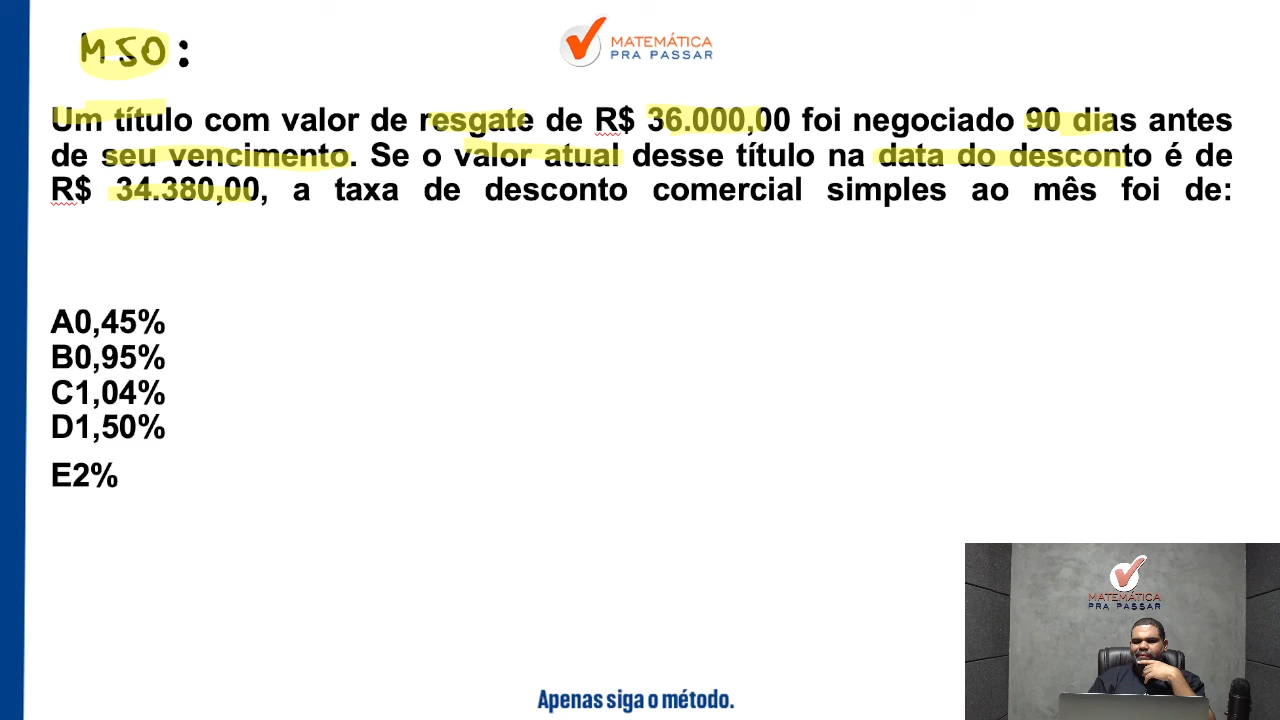 MSO:
MATEMÁTICA
PRA PASSAR
Um título com valor de resgate de R$ 36.000,00 foi negociado 90 dias antes
de seu vencimento. Se o valor atual desse título na data do desconto é de
R$ 34.380,00, a taxa de desconto comercial simples ao mês foi de:
A0,45%
B0,95%
C1,04%
D1,50%
E2%
MATEMÁTICA
PRA PASSAR
Apenas siga o método.